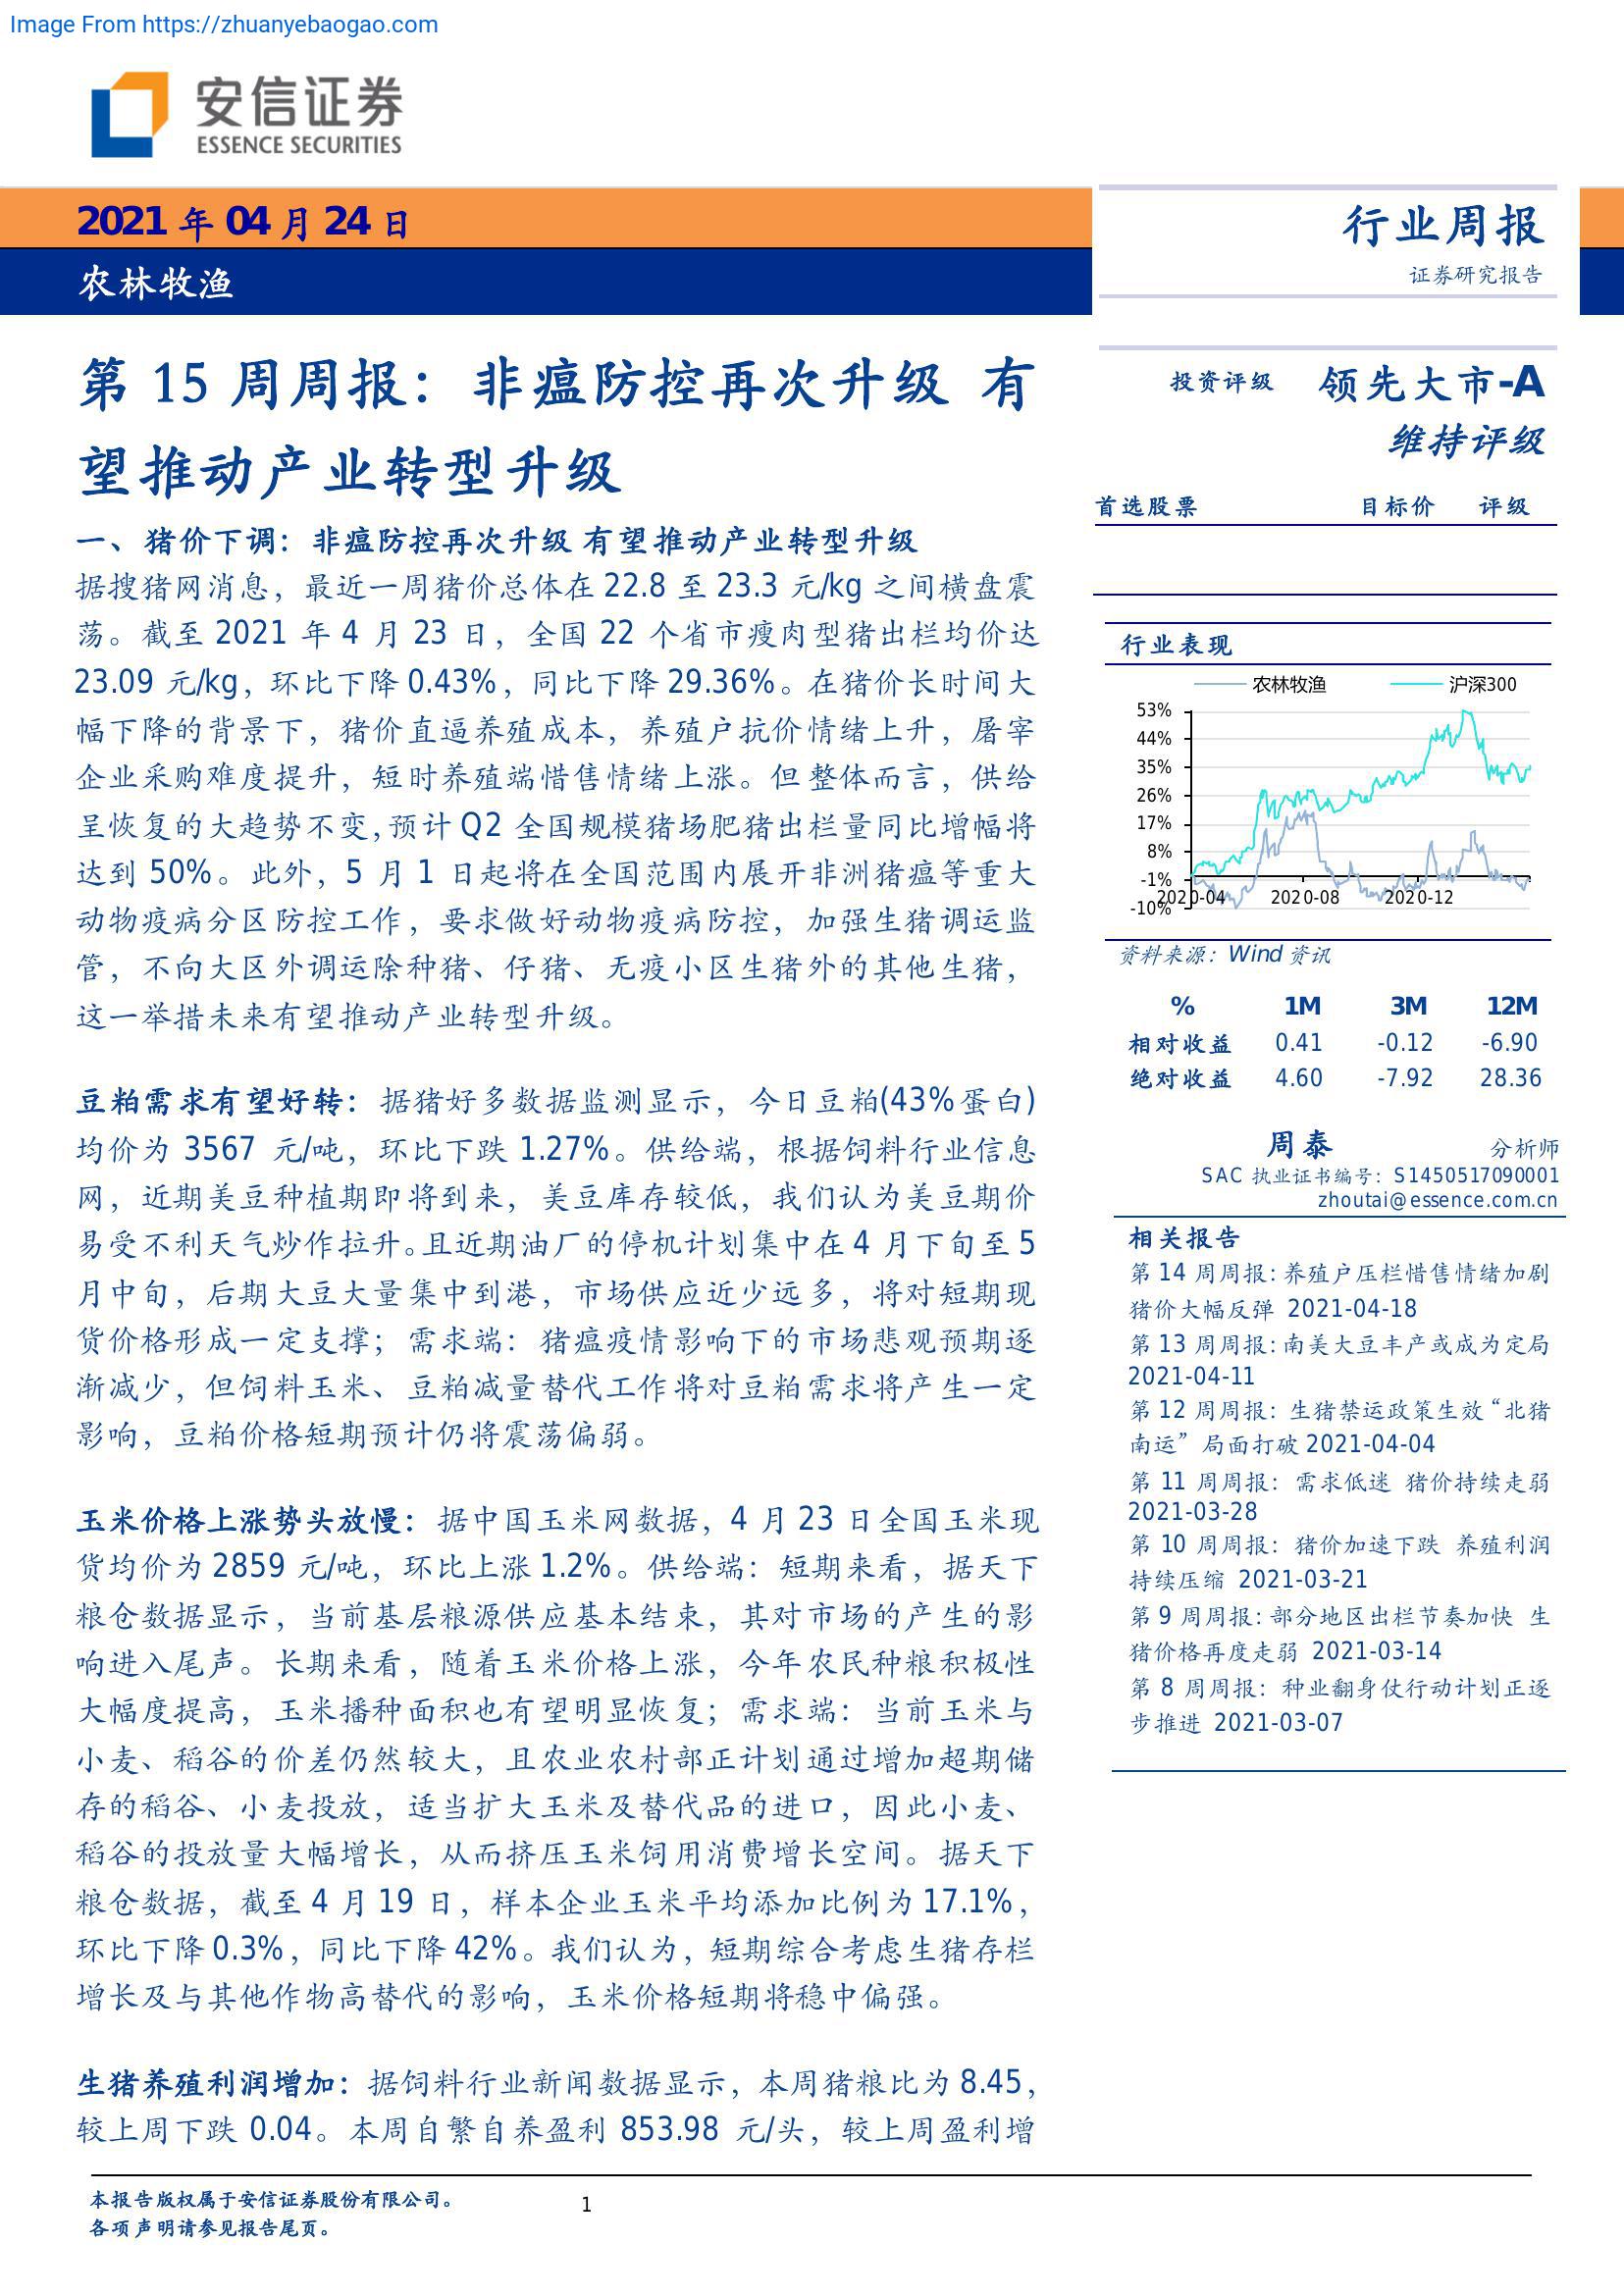 Image From https://zhuanyebaogao.com
安信证券
ESSENCE SECURITIES
2021 年 04 月 24 日
农林牧渔
行业周报
证券研究报告
第 15 周周报：非瘟防控再次升级 有
望推动产业转型升级
一、猪价下调：非瘟防控再次升级 有望推动产业转型升级
据搜猪网消息，最近一周猪价总体在 22.8 至 23.3 元/kg 之间横盘震
荡。截至 2021 年 4 月 23 日，全国 22 个省市瘦肉型猪出栏均价达
23.09 元/kg，环比下降 0.43%，同比下降 29.36%。在猪价长时间大
幅下降的背景下，猪价直逼养殖成本，养殖户抗价情绪上升，屠宰
企业采购难度提升，短时养殖端惜售情绪上涨。但整体而言，供给
呈恢复的大趋势不变，预计 Q2 全国规模猪场肥猪出栏量同比增幅将
达到 50%。此外，5 月 1 日起将在全国范围内展开非洲猪瘟等重大
动物疫病分区防控工作，要求做好动物疫病防控，加强生猪调运监
管，不向大区外调运除种猪、仔猪、无疫小区生猪外的其他生猪，
这一举措未来有望推动产业转型升级。
豆粕需求有望好转：据猪好多数据监测显示，今日豆粕(43%蛋白)
均价为 3567 元/吨，环比下跌 1.27%。供给端，根据饲料行业信息
网，近期美豆种植期即将到来，美豆库存较低，我们认为美豆期价
易受不利天气炒作拉升。且近期油厂的停机计划集中在 4 月下旬至 5
月中旬，后期大豆大量集中到港，市场供应近少远多，将对短期现
货价格形成一定支撑；需求端：猪瘟疫情影响下的市场悲观预期逐
渐减少，但饲料玉米、豆粕减量替代工作将对豆粕需求将产生一定
影响，豆粕价格短期预计仍将震荡偏弱。
玉米价格上涨势头放慢：据中国玉米网数据，4 月 23 日全国玉米现
货均价为 2859 元/吨，环比上涨 1.2%。供给端：短期来看，据天下
粮仓数据显示，当前基层粮源供应基本结束，其对市场的产生的影
响进入尾声。长期来看，随着玉米价格上涨，今年农民种粮积极性
大幅度提高，玉米播种面积也有望明显恢复；需求端：当前玉米与
小麦、稻谷的价差仍然较大，且农业农村部正计划通过增加超期储
存的稻谷、小麦投放，适当扩大玉米及替代品的进口，因此小麦、
稻谷的投放量大幅增长，从而挤压玉米饲用消费增长空间。据天下
粮仓数据，截至 4 月 19 日，样本企业玉米平均添加比例为 17.1%，
环比下降 0.3%，同比下降 42%。我们认为，短期综合考虑生猪存栏
增长及与其他作物高替代的影响，玉米价格短期将稳中偏强。
生猪养殖利润增加：据饲料行业新闻数据显示，本周猪粮比为 8.45，
较上周下跌 0.04。本周自繁自养盈利 853.98 元/头，较上周盈利增
投资评级 领先大市-A
维持评级
首选股票 目标价 评级
行业表现
农林牧渔 沪深300
53%
44%
35%
26%
17%
8%
-1%
-10%
2020-04 2020-08 2020-12
资料来源：Wind 资讯
% 1M 3M 12M
相对收益 0.41 -0.12 -6.90
绝对收益 4.60 -7.92 28.36
周泰 分析师
SAC 执业证书编号：S1450517090001
zhoutai@essence.com.cn
相关报告
第 14 周周报：养殖户压栏惜售情绪加剧
猪价大幅反弹 2021-04-18
第 13 周周报：南美大豆丰产或成为定局
2021-04-11
第 12 周周报：生猪禁运政策生效“北猪
南运”局面打破 2021-04-04
第 11 周周报：需求低迷 猪价持续走弱
2021-03-28
第 10 周周报：猪价加速下跌 养殖利润
持续压缩 2021-03-21
第 9 周周报：部分地区出栏节奏加快 生
猪价格再度走弱 2021-03-14
第 8 周周报：种业翻身仗行动计划正逐
步推进 2021-03-07
本报告版权属于安信证券股份有限公司。
各项声明请参见报告尾页。
1